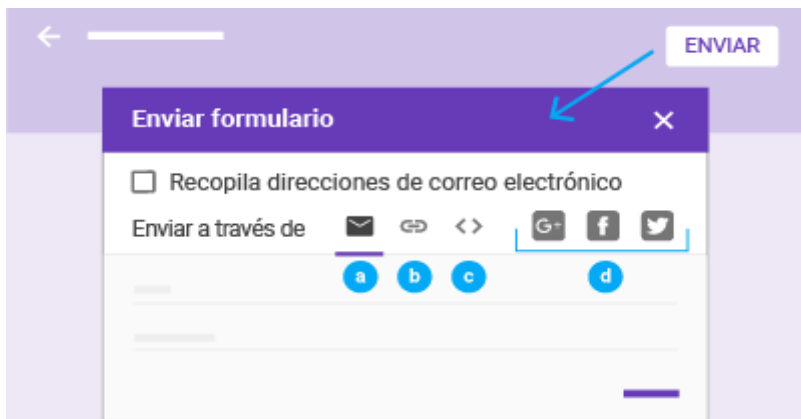 ENVIAR
Enviar formulario
Recopila direcciones de correo electrónico
Enviar a través de G+ f
a b c d